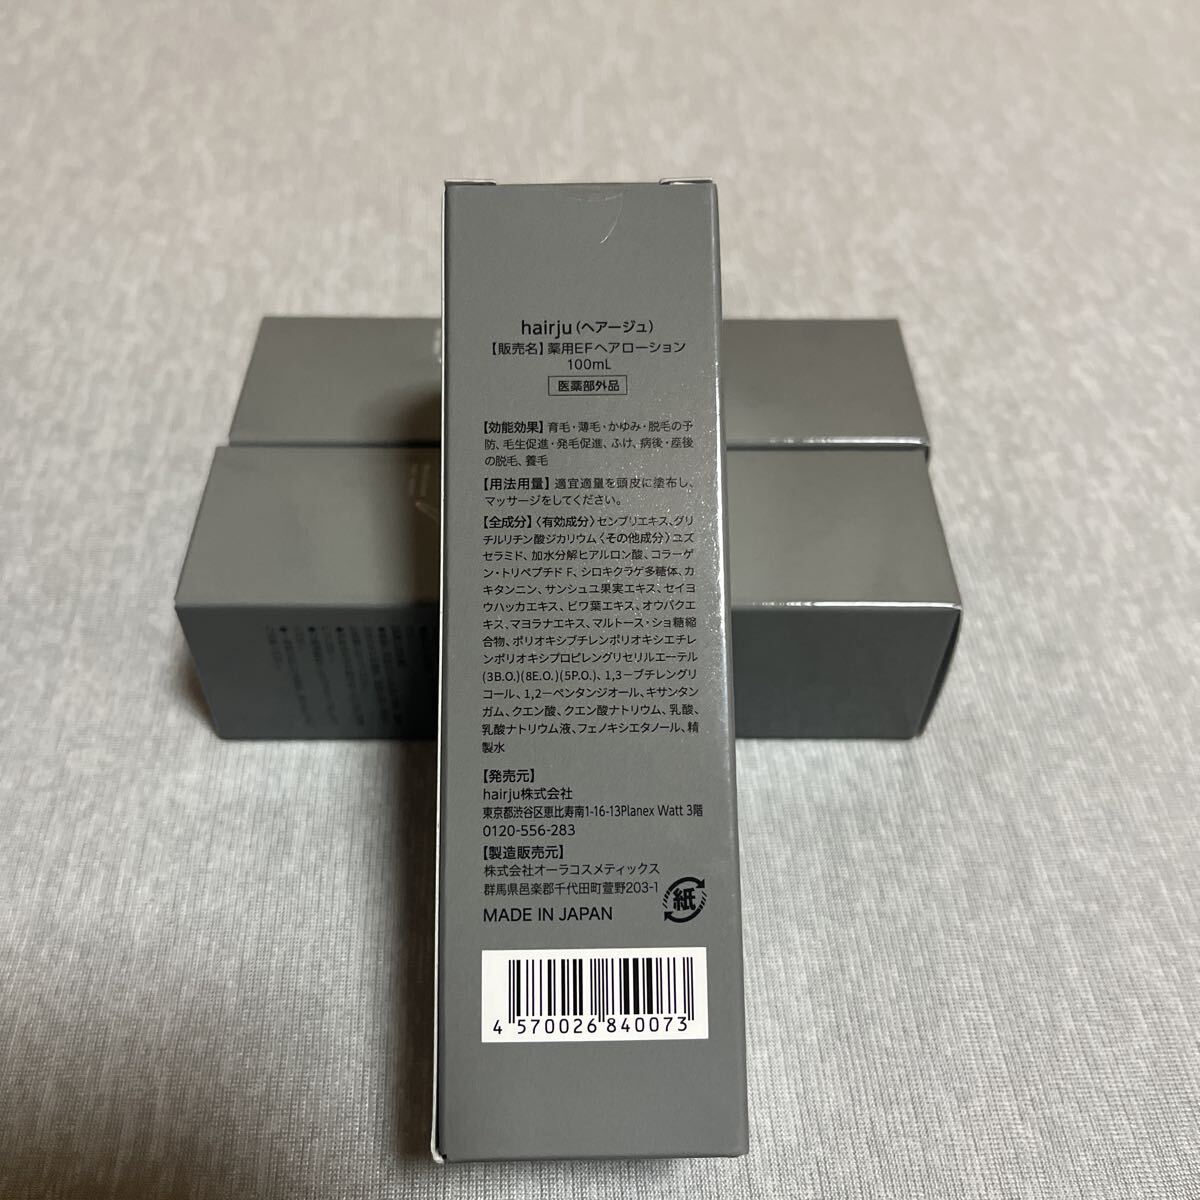 hairju(ヘアージュ)
【販売名】薬用EFヘアローション
100mL
医薬部外品
【効能効果】育毛・薄毛・かゆみ・脱毛の予
防、毛生促進・発毛促進、ふけ、病後・産後
の脱毛、養毛
【用法用量】適宜適量を頭皮に塗布し、
マッサージをしてください。
【全成分】〈有効成分〉センブリエキス、グリ
チルリチン酸ジカリウム〈その他成分〉ユズ
セラミド、加水分解ヒアルロン酸、コラーゲ
ン・トリペプチド F、シロキクラゲ多糖体、カ
キタンニン、サンシュユ果実エキス、セイヨ
ウハッカエキス、ビワ葉エキス、オウバクエ
キス、マヨラナエキス、マルトース・ショ糖縮
合物、ポリオキシブチレンポリオキシエチレ
ンポリオキシプロピレングリセリルエーテル
(3B.O.)(8E.O.)(5P.O.)、1,3ーブチレングリ
コール、1,2ーペンタンジオール、キサンタン
ガム、クエン酸、クエン酸ナトリウム、乳酸、
乳酸ナトリウム液、フェノキシエタノール、精
製水
【発売元】
hairju株式会社
東京都渋谷区恵比寿南1-16-13Planex Watt 3階
0120-556-283
【製造販売元】
株式会社オーラコスメティックス
群馬県邑楽郡千代田町萱野203-1
MADE IN JAPAN
紙
4 570026 840073